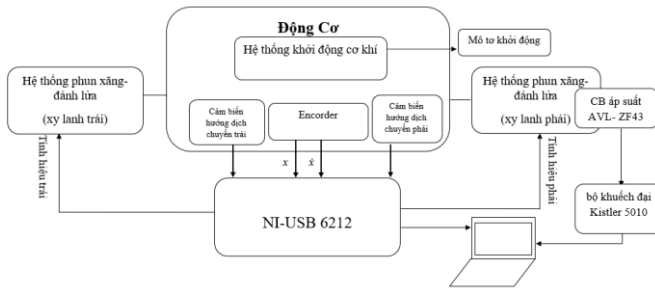 Động Cơ
Hệ thống khởi động cơ khí
Mô tơ khởi động
Hệ thống phun xăng-
đánh lửa
(xy lanh trái)
Hệ thống phun xăng-
đánh lửa
(xy lanh phải)
CB áp suất
AVL- ZF43
Cảm biến
hướng dịch
chuyển trái
Encorder
Cảm biến
hướng dịch
chuyển phải
Tính hiệu trái
x
ẋ
Tính hiệu phải
NI-USB 6212
bộ khuếch đại
Kistler 5010